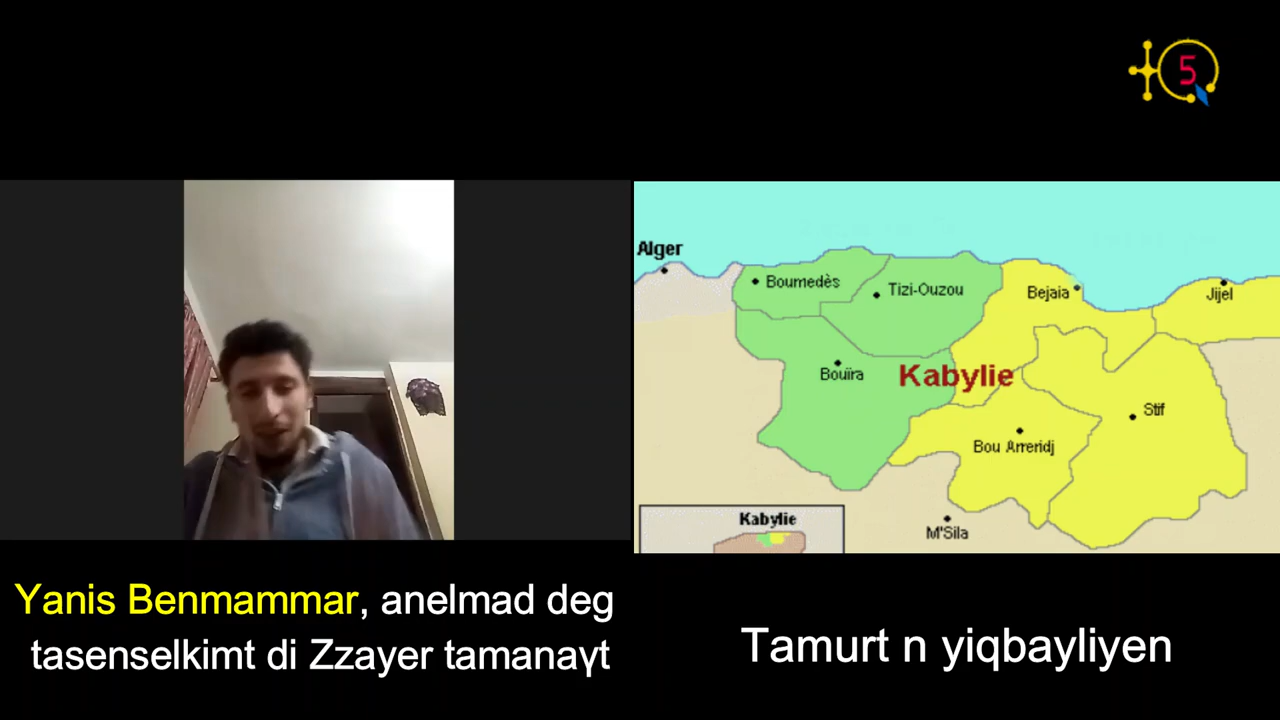 5
Alger
Boumedès
Tizi-Ouzou
Bejaia
Jijel
Bouïra
Kabylie
Stif
Bou Arreridj
Kabylie
M'Sila
Yanis Benmammar, anelmad deg
tasenselkimt di Zzayer tamanaɣt
Tamurt n yiqbayliyen